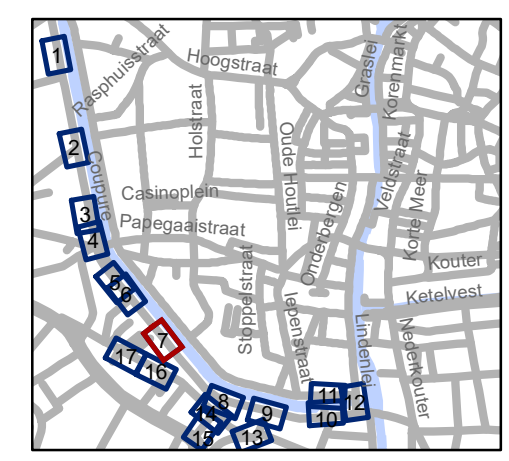 1
Rasphuisstraat
Hoogstraat
Graslei
Korenmarkt
2
Coupure
Holstraat
Oude Houtlei
Veldstraat
3
Casinoplein
Papegaaistraat
Onderbergen
Korte Meer
4
Kouter
5
6
Ketelvest
Stoppelstraat
Iepenstraat
Lindenlei
Nederkouter
7
17
16
8
14
9
11
10
12
15
13